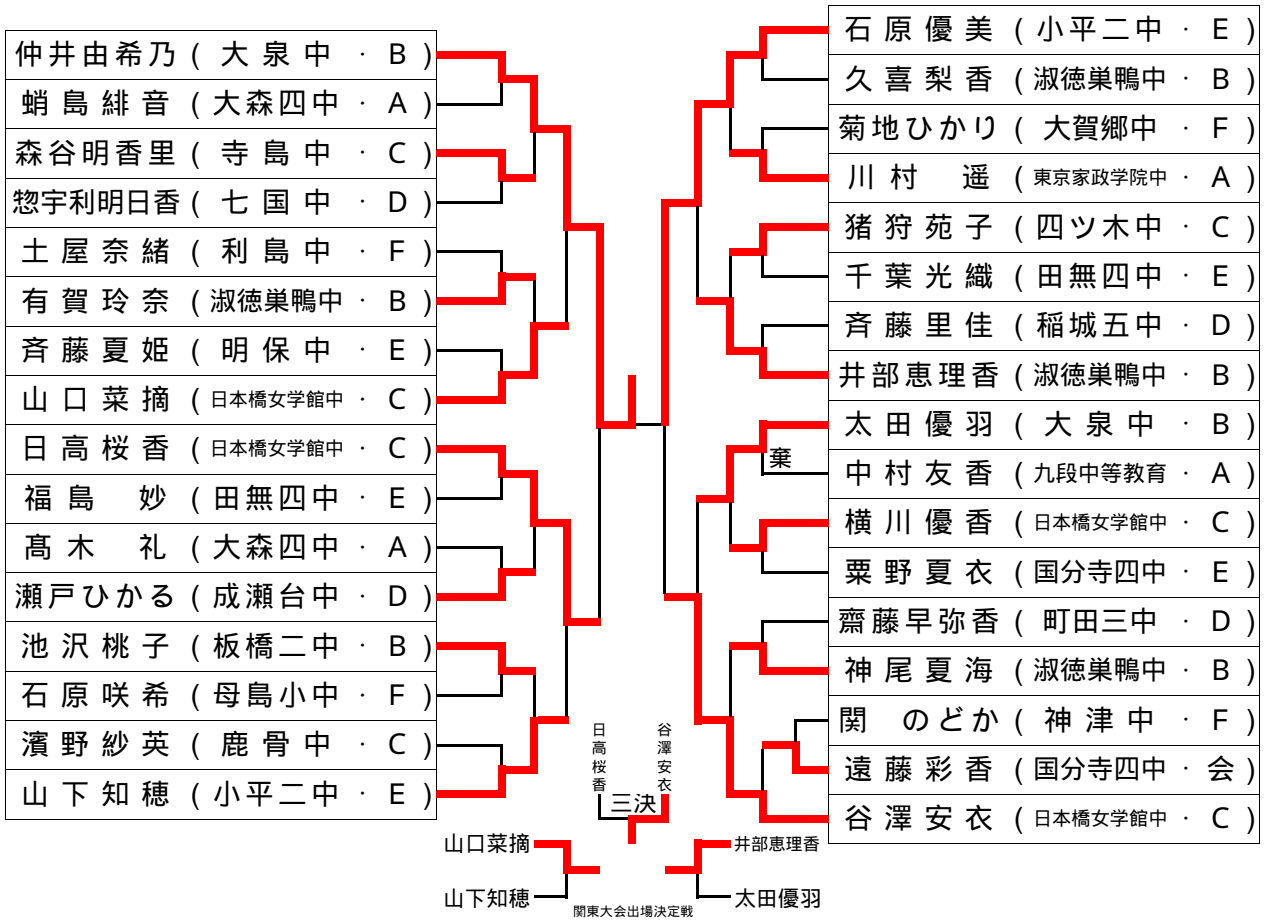 仲井由希乃 ( 大泉中 · B )
蛸島緋音 ( 大森四中 · A )
森谷明香里 ( 寺島中 · C )
惣宇利明日香 ( 七国中 · D )
土屋奈緒 ( 利島中 · F )
有賀玲奈 ( 淑徳巣鴨中 · B )
斉藤夏姫 ( 明保中 · E )
山口菜摘 ( 日本橋女学館中 · C )
日高桜香 ( 日本橋女学館中 · C )
福島 妙 ( 田無四中 · E )
髙木 礼 ( 大森四中 · A )
瀬戸ひかる ( 成瀬台中 · D )
池沢桃子 ( 板橋二中 · B )
石原咲希 ( 母島小中 · F )
濱野紗英 ( 鹿骨中 · C )
山下知穂 ( 小平二中 · E )
石原優美 ( 小平二中 · E )
久喜梨香 ( 淑徳巣鴨中 · B )
菊地ひかり ( 大賀郷中 · F )
川村 遥 ( 東京家政学院中 · A )
猪狩苑子 ( 四ツ木中 · C )
千葉光織 ( 田無四中 · E )
斉藤里佳 ( 稲城五中 · D )
井部恵理香 ( 淑徳巣鴨中 · B )
太田優羽 ( 大泉中 · B )
棄
中村友香 ( 九段中等教育 · A )
横川優香 ( 日本橋女学館中 · C )
粟野夏衣 ( 国分寺四中 · E )
齋藤早弥香 ( 町田三中 · D )
神尾夏海 ( 淑徳巣鴨中 · B )
関 のどか ( 神津中 · F )
遠藤彩香 ( 国分寺四中 · 会 )
谷澤安衣 ( 日本橋女学館中 · C )
日高桜香
谷澤安衣
三決
山口菜摘
山下知穂
井部恵理香
太田優羽
関東大会出場決定戦